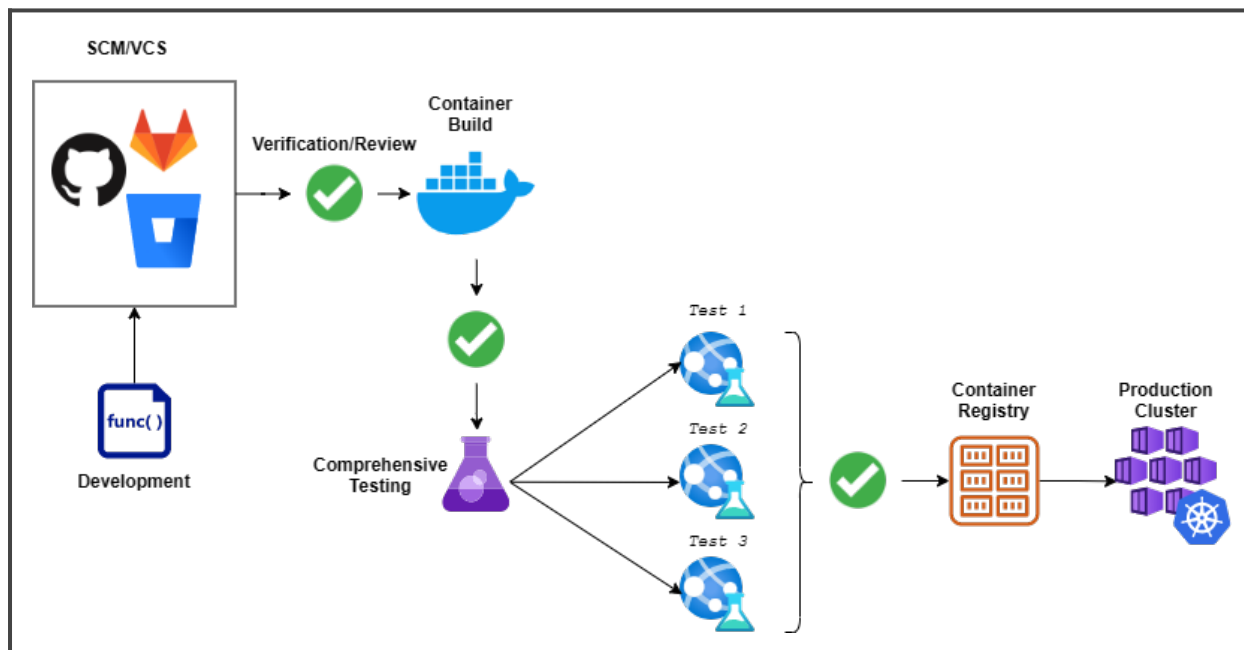 SCM/VCS
Verification/Review
Container
Build
func( )
Development
Comprehensive
Testing
Test 1
Test 2
Test 3
Container
Registry
Production
Cluster